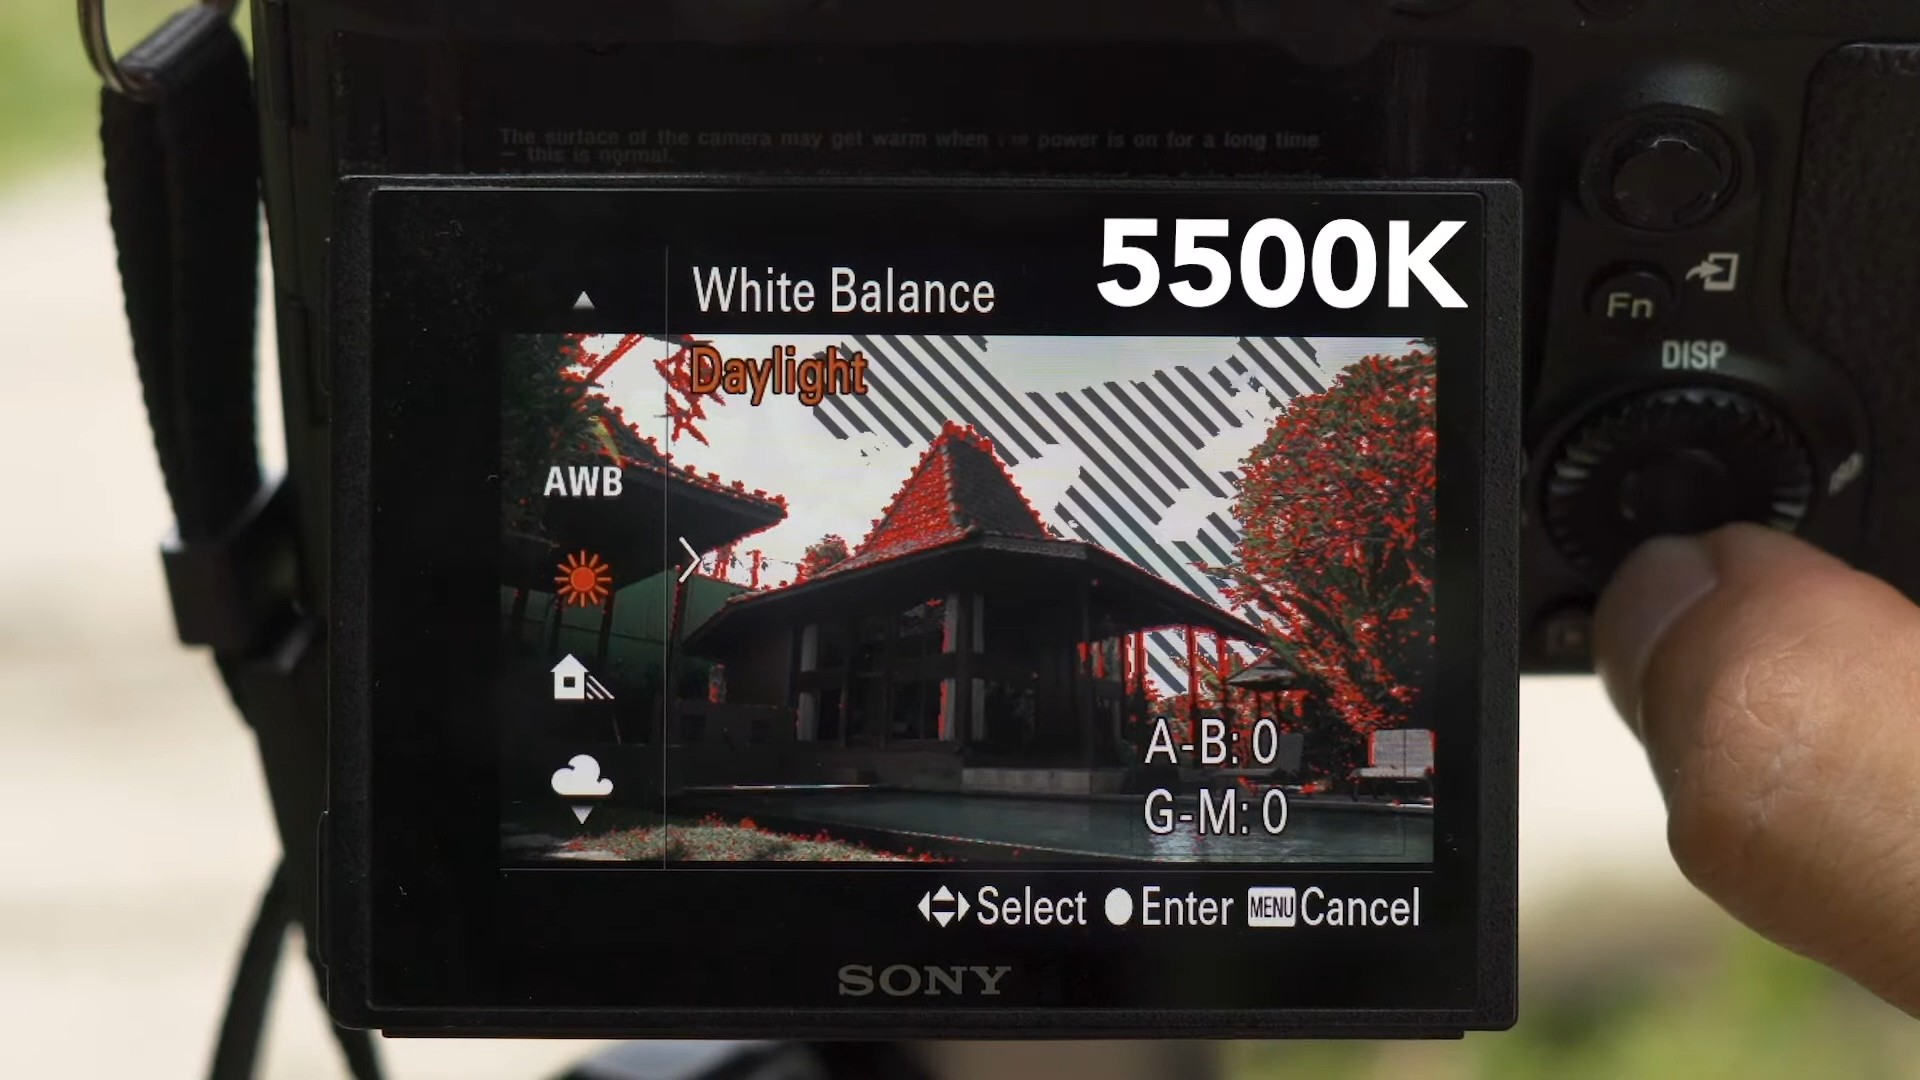 The surface of the camera may get warm when the power is on for a long time
– this is normal.
White Balance
5500K
Daylight
AWB
A-B: 0
G-M: 0
Select Enter MENU Cancel
SONY
Fn
DISP